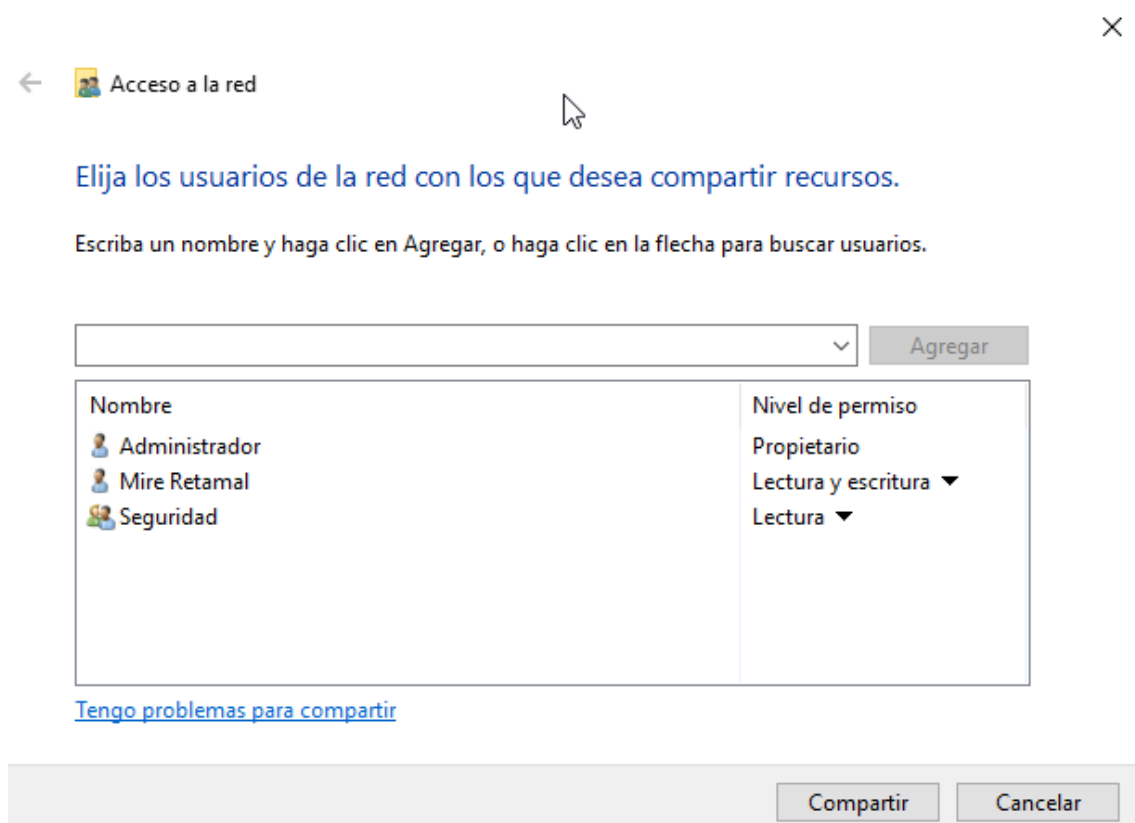 Acceso a la red
Elija los usuarios de la red con los que desea compartir recursos.
Escriba un nombre y haga clic en Agregar, o haga clic en la flecha para buscar usuarios.
Agregar
Nombre Nivel de permiso
Administrador Propietario
Mire Retamal Lectura y escritura
Seguridad Lectura
Tengo problemas para compartir
Compartir Cancelar